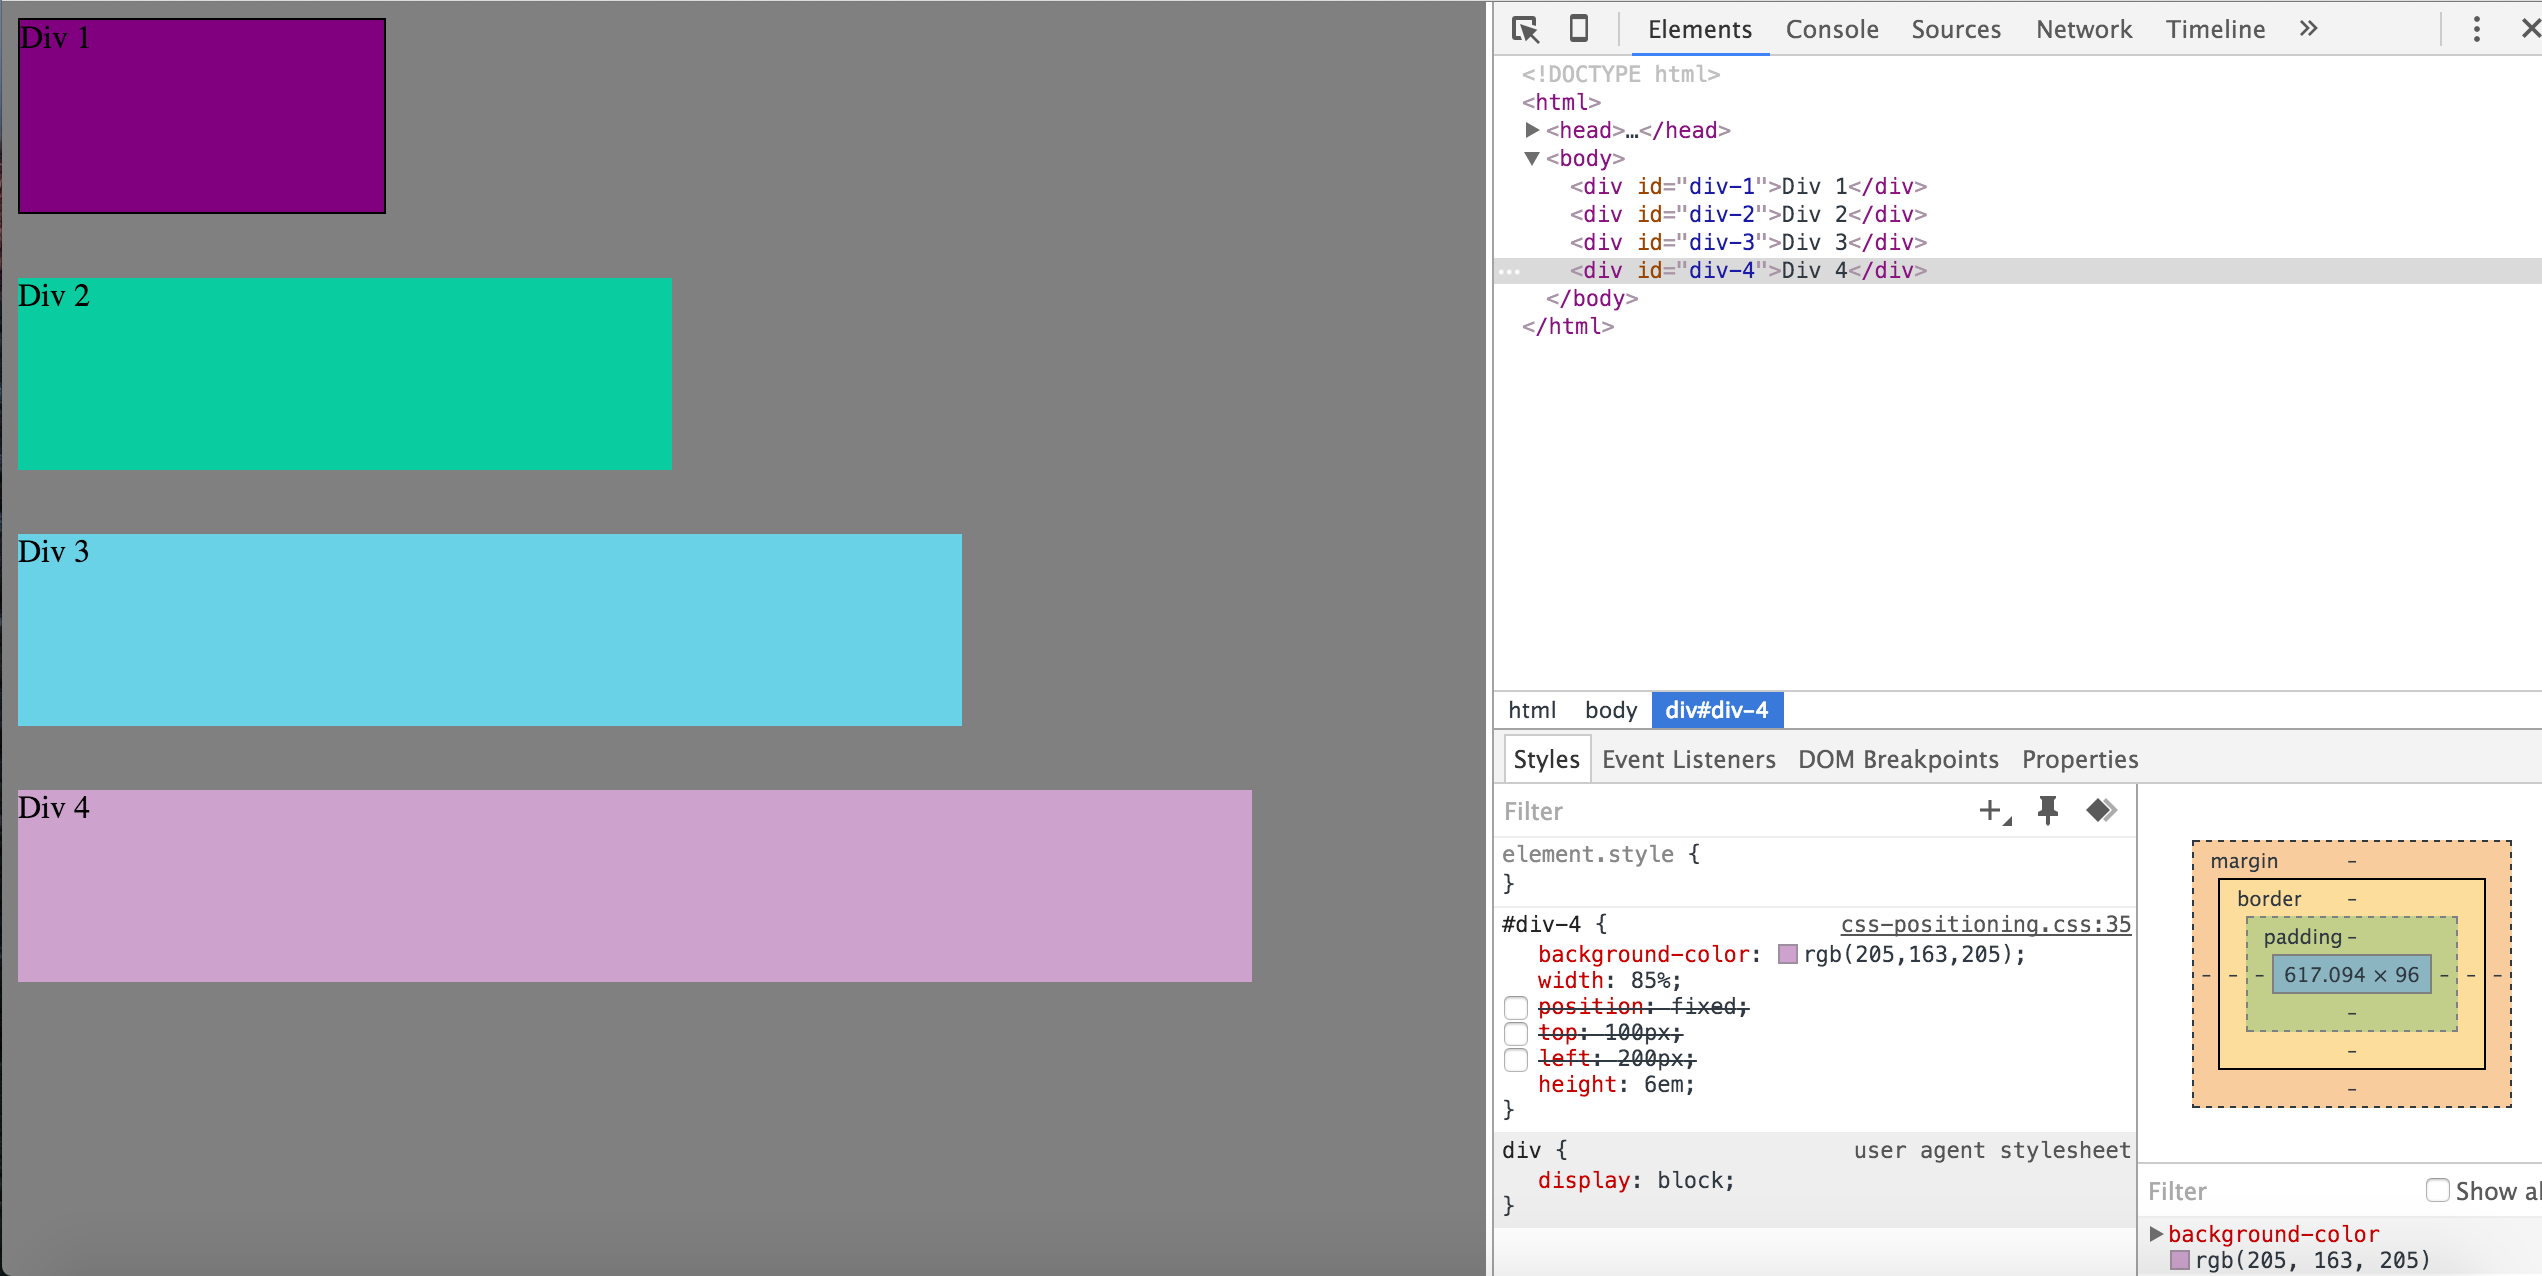 Div 1
Div 2
Div 3
Div 4
Elements Console Sources Network Timeline »
<!DOCTYPE html>
<html>
<head>…</head>
<body>
<div id="div-1">Div 1</div>
<div id="div-2">Div 2</div>
<div id="div-3">Div 3</div>
<div id="div-4">Div 4</div>
</body>
</html>
html body div#div-4
Styles Event Listeners DOM Breakpoints Properties
Filter
element.style {
}
#div-4 { css-positioning.css:35
background-color: rgb(205,163,205);
width: 85%;
position: fixed;
top: 100px;
left: 200px;
height: 6em;
}
div { user agent stylesheet
display: block;
}
margin -
border -
padding -
- - - 617.094 × 96 - - -
-
-
-
Filter Show al
background-color
rgb(205, 163, 205)